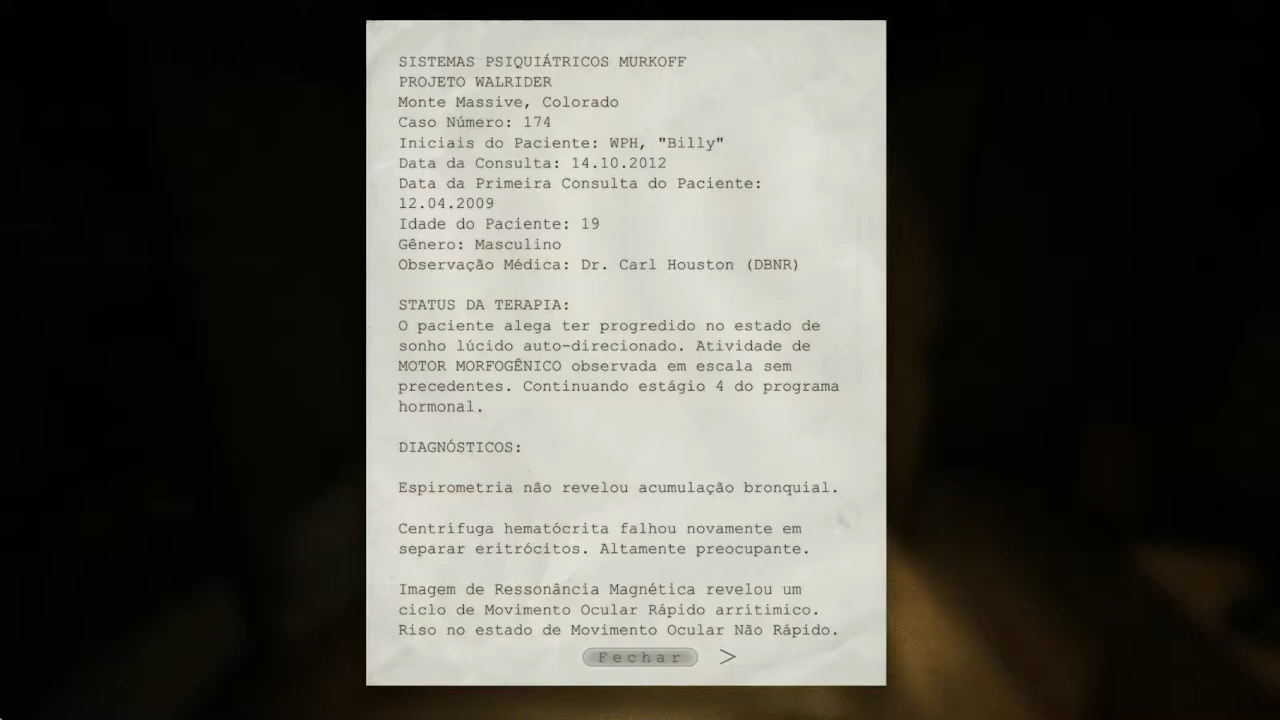 SISTEMAS PSIQUIÁTRICOS MURKOFF
PROJETO WALRIDER
Monte Massive, Colorado
Caso Número: 174
Iniciais do Paciente: WPH, "Billy"
Data da Consulta: 14.10.2012
Data da Primeira Consulta do Paciente:
12.04.2009
Idade do Paciente: 19
Gênero: Masculino
Observação Médica: Dr. Carl Houston (DBNR)
STATUS DA TERAPIA:
O paciente alega ter progredido no estado de
sonho lúcido auto-direcionado. Atividade de
MOTOR MORFOGÊNICO observada em escala sem
precedentes. Continuando estágio 4 do programa
hormonal.
DIAGNÓSTICOS:
Espirometria não revelou acumulação bronquial.
Centrífuga hematócrita falhou novamente em
separar eritrócitos. Altamente preocupante.
Imagem de Ressonância Magnética revelou um
ciclo de Movimento Ocular Rápido arrítimico.
Riso no estado de Movimento Ocular Não Rápido.
Fechar >